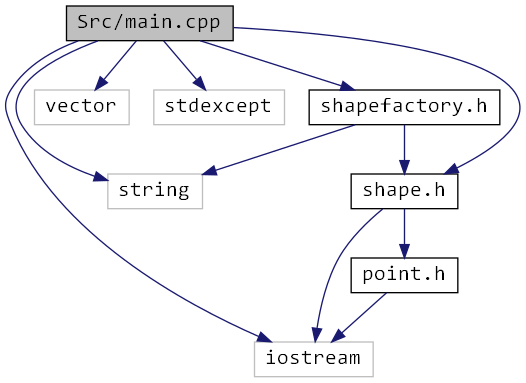 Src/main.cpp
vector
stdexcept
shapefactory.h
string
shape.h
point.h
iostream